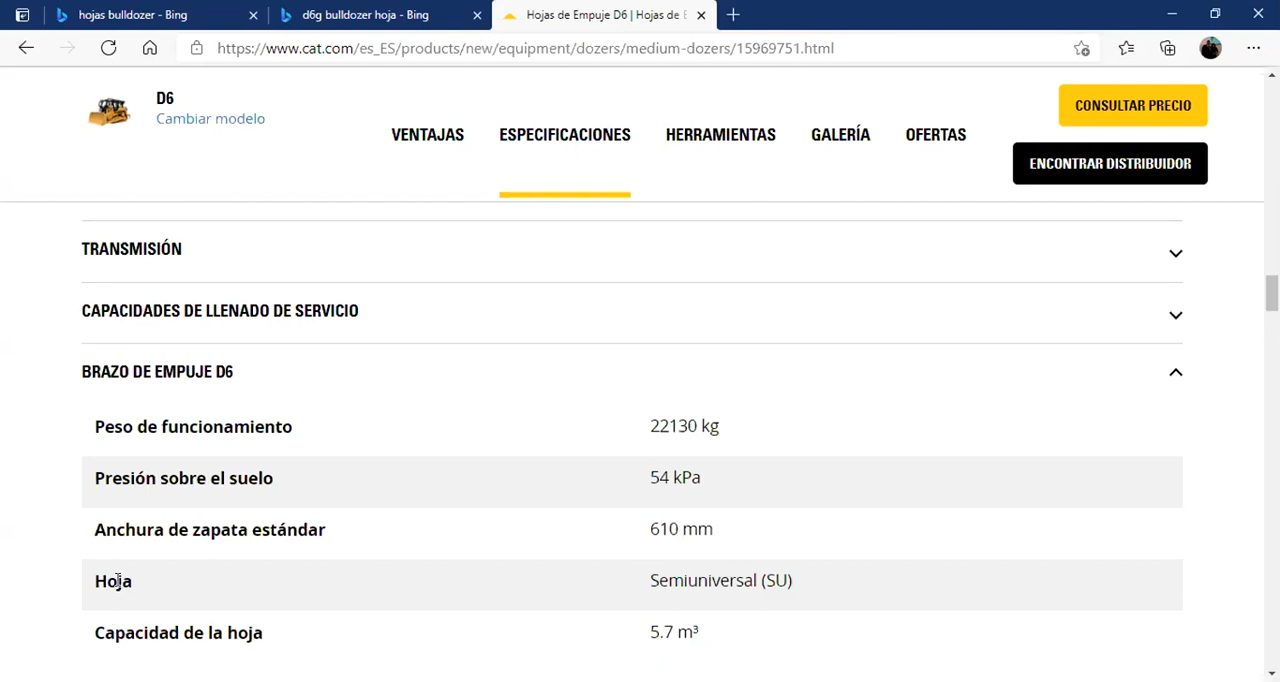 hojas bulldozer - Bing
d6g bulldozer hoja - Bing
Hojas de Empuje D6 | Hojas de E
https://www.cat.com/es_ES/products/new/equipment/dozers/medium-dozers/15969751.html
D6
Cambiar modelo
VENTAJAS
ESPECIFICACIONES
HERRAMIENTAS
GALERÍA
OFERTAS
CONSULTAR PRECIO
ENCONTRAR DISTRIBUIDOR
TRANSMISIÓN
CAPACIDADES DE LLENADO DE SERVICIO
BRAZO DE EMPUJE D6
Peso de funcionamiento 22130 kg
Presión sobre el suelo 54 kPa
Anchura de zapata estándar 610 mm
Hoja Semiuniversal (SU)
Capacidad de la hoja 5.7 m³